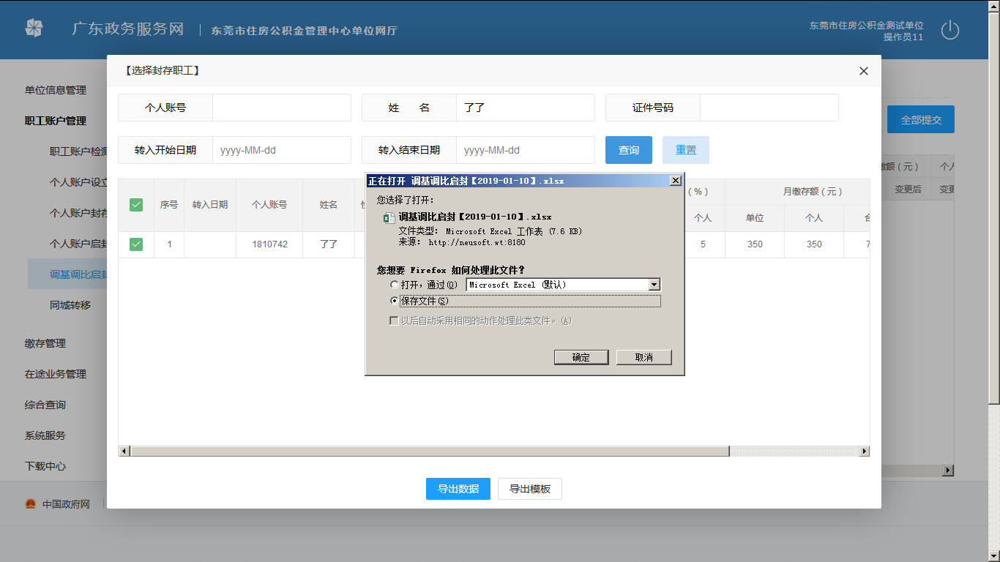 广东政务服务网
东莞市住房公积金管理中心单位网厅
东莞市住房公积金测试单位
操作员11
单位信息管理
职工账户管理
职工账户检测
个人账户设立
个人账户封存
个人账户启封
调基调比启封
同城转移
缴存管理
在途业务管理
综合查询
系统服务
下载中心
中国政府网
全部提交
缴额（元） 个人
变更后 变更
【选择封存职工】
个人账号
姓 名 了了
证件号码
转入开始日期 yyyy-MM-dd
转入结束日期 yyyy-MM-dd
查询 重置
序号 转入日期 个人账号 姓名 (%) 月缴存额（元）
个人 单位 个人
1 1810742 了了 5 350 350 7
正在打开 调基调比启封【2019-01-10】.xlsx
您选择了打开:
调基调比启封【2019-01-10】.xlsx
文件类型: Microsoft Excel 工作表 (7.6 KB)
来源: http://neusoft.wt:8180
您想要 Firefox 如何处理此文件?
打开，通过(O) Microsoft Excel (默认)
保存文件(S)
以后自动采用相同的动作处理此类文件。(A)
确定 取消
导出数据 导出模板